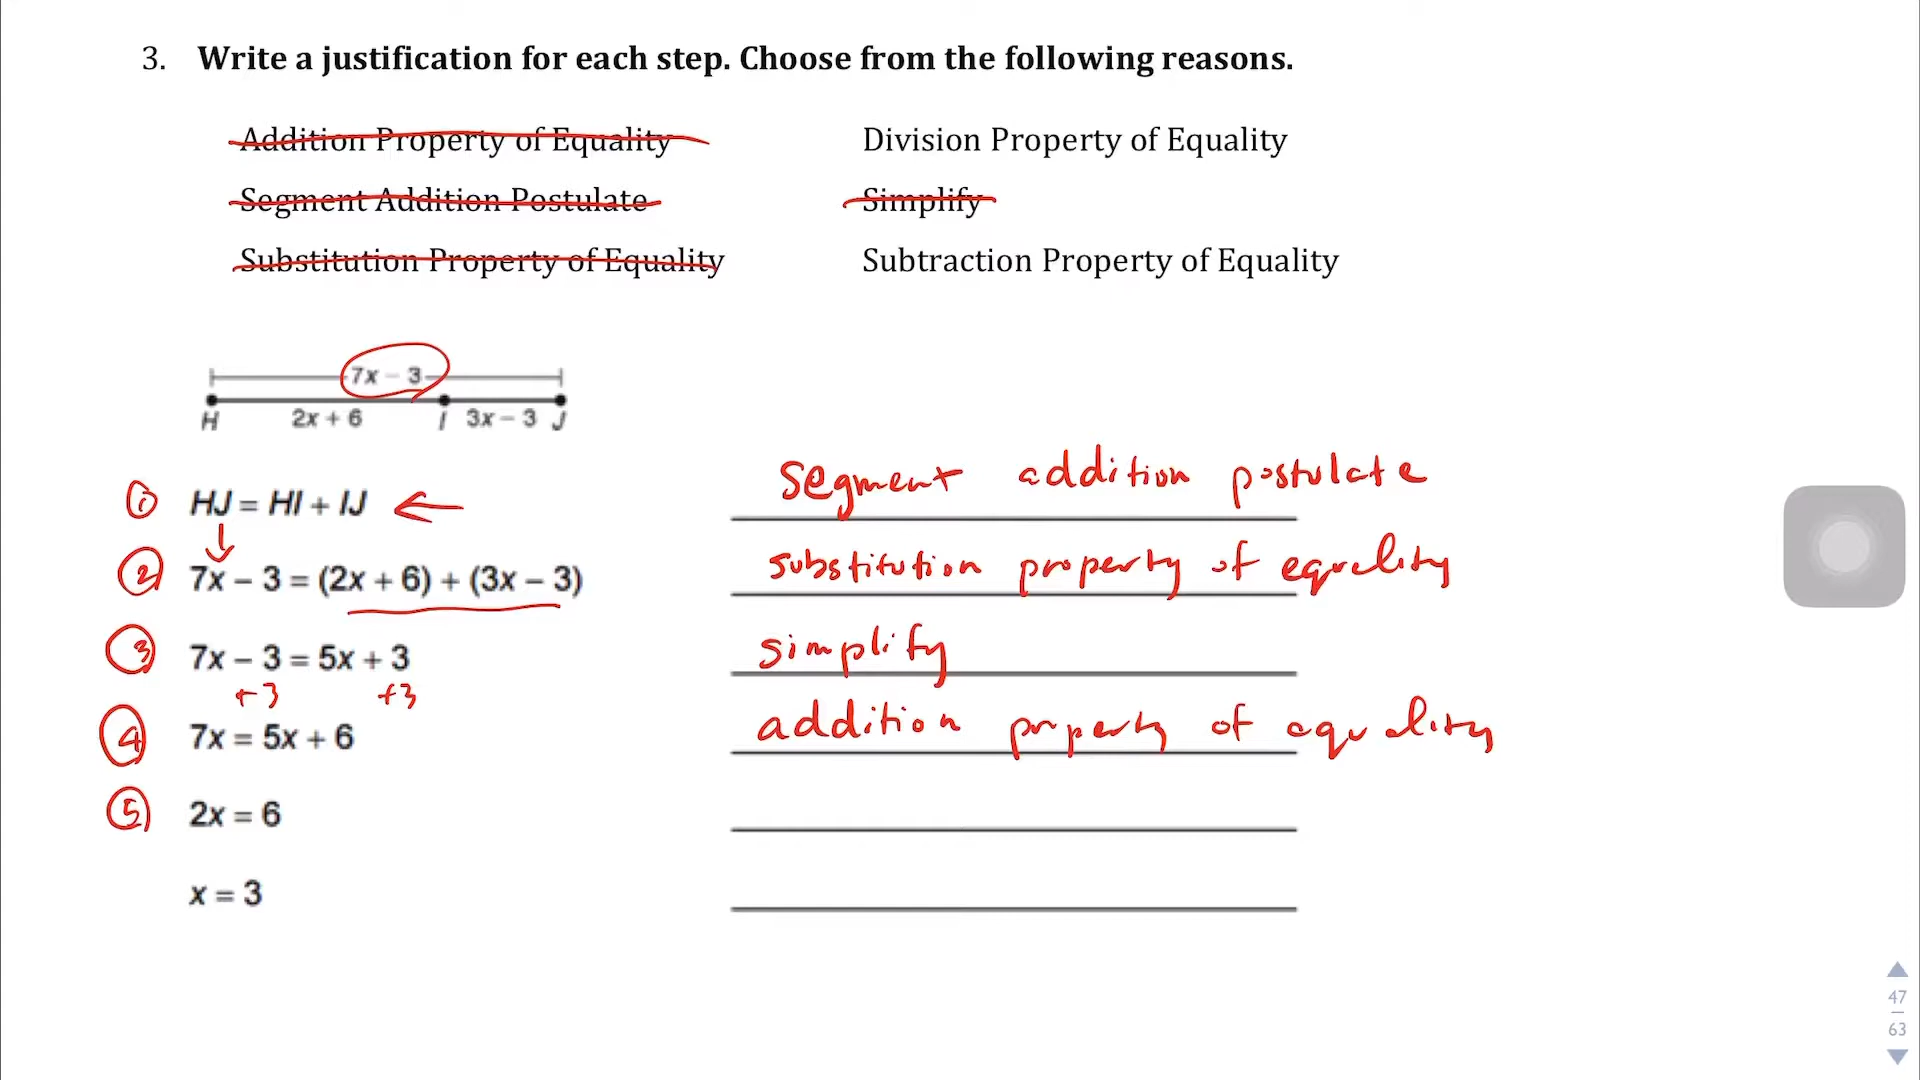 3. Write a justification for each step. Choose from the following reasons.
Addition Property of Equality Division Property of Equality
Segment Addition Postulate Simplify
Substitution Property of Equality Subtraction Property of Equality
7x – 3
H 2x + 6 I 3x – 3 J
① HJ = HI + IJ ← segment addition postulate
↓
② 7x – 3 = (2x + 6) + (3x – 3) substitution property of equality
③ 7x – 3 = 5x + 3 simplify
+3 +3
④ 7x = 5x + 6 addition property of equality
⑤ 2x = 6
x = 3
47
63